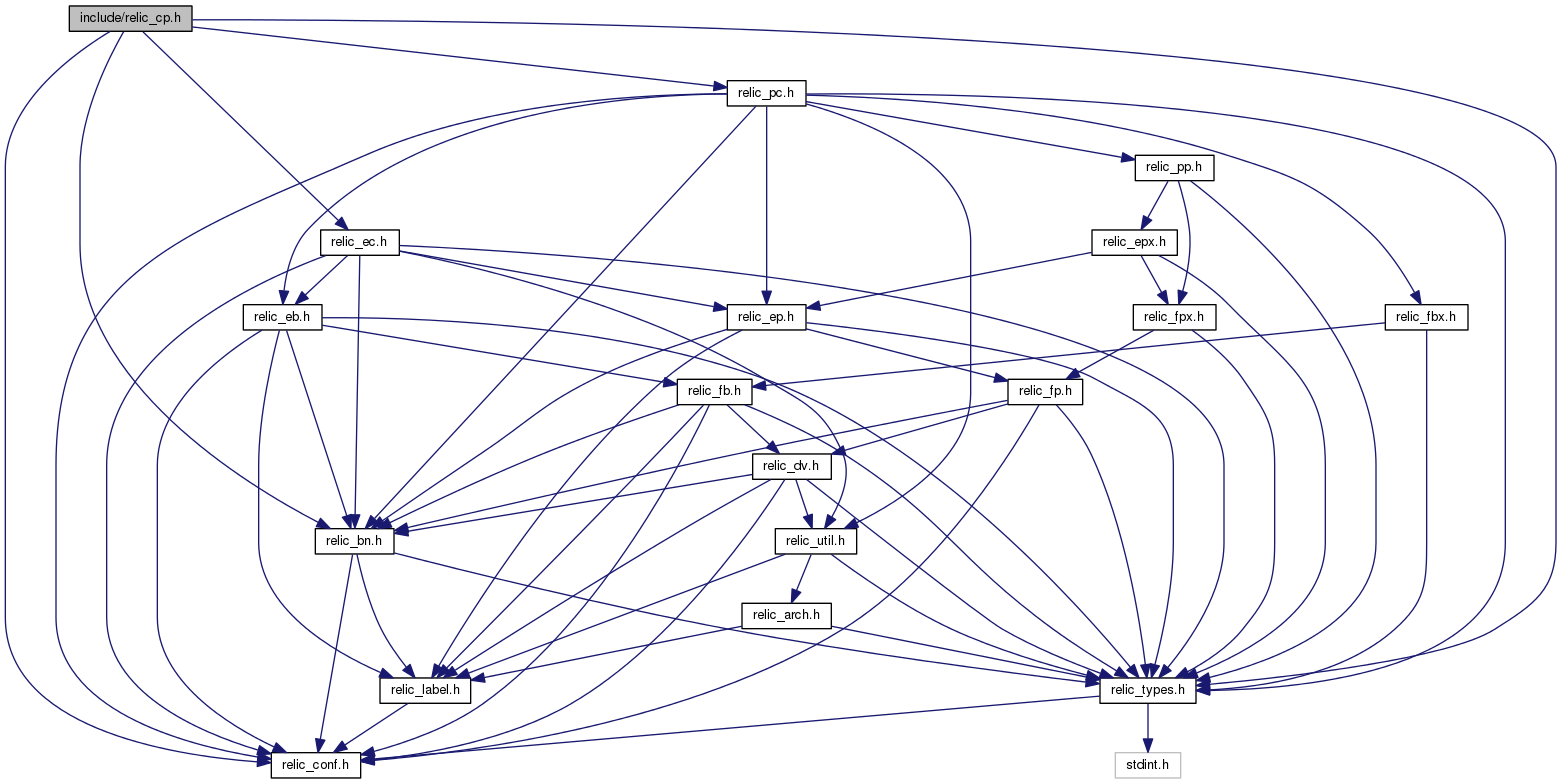 include/relic_cp.h
relic_pc.h
relic_pp.h
relic_ec.h
relic_epx.h
relic_eb.h
relic_ep.h
relic_fpx.h
relic_fbx.h
relic_fb.h
relic_fp.h
relic_dv.h
relic_bn.h
relic_util.h
relic_arch.h
relic_label.h
relic_types.h
relic_conf.h
stdint.h